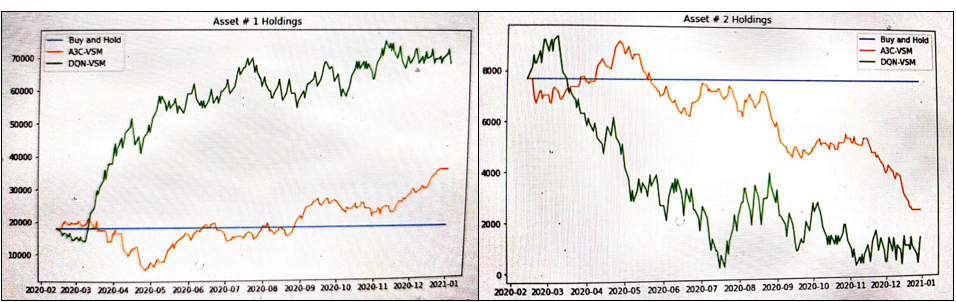 Asset # 1 Holdings
Buy and Hold
A3C-VSM
DQN-VSM
70000
60000
50000
40000
30000
20000
10000
2020-02 2020-03 2020-04 2020-05 2020-06 2020-07 2020-08 2020-09 2020-10 2020-11 2020-12 2021-01
Asset # 2 Holdings
Buy and Hold
A3C-VSM
DQN-VSM
8000
6000
4000
2000
0
2020-02 2020-03 2020-04 2020-05 2020-06 2020-07 2020-08 2020-09 2020-10 2020-11 2020-12 2021-01